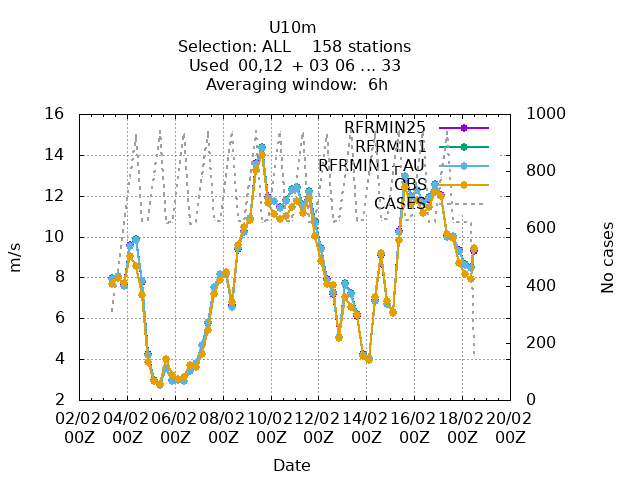 U10m
Selection: ALL 158 stations
Used 00,12 + 03 06 ... 33
Averaging window: 6h
16
14
12
10
8
6
4
2
m/s
1000
800
600
400
200
0
No cases
RFRMIN25
RFRMIN1
RFRMIN1-AU
OBS
CASES
02/02 04/02 06/02 08/02 10/02 12/02 14/02 16/02 18/02 20/02
00Z 00Z 00Z 00Z 00Z 00Z 00Z 00Z 00Z 00Z
Date